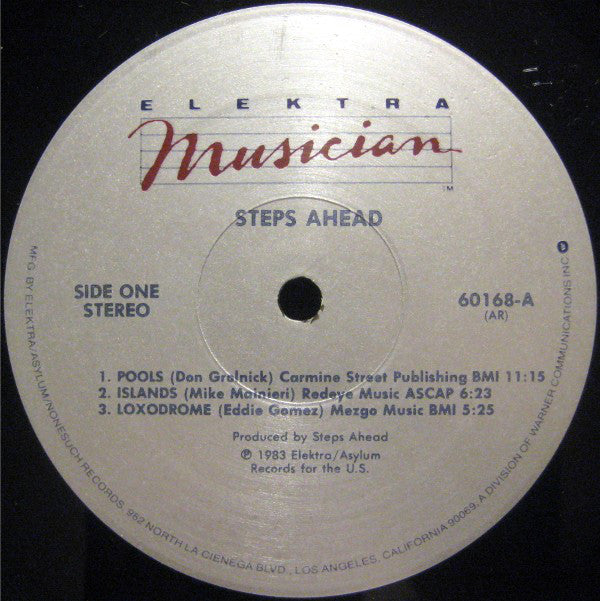 ELEKTRA
Musician
TM
STEPS AHEAD
SIDE ONE
STEREO
60168-A
(AR)
1. POOLS (Don Grolnick) Carmine Street Publishing BMI 11:15
2. ISLANDS (Mike Mainieri) Redeye Music ASCAP 6:23
3. LOXODROME (Eddie Gomez) Mezgo Music BMI 5:25
Produced by Steps Ahead
℗ 1983 Elektra/Asylum
Records for the U.S.
MFG. BY ELEKTRA/ASYLUM/NONESUCH RECORDS, 962 NORTH LA CIENEGA BLVD., LOS ANGELES, CALIFORNIA 90069. A DIVISION OF WARNER COMMUNICATIONS INC.